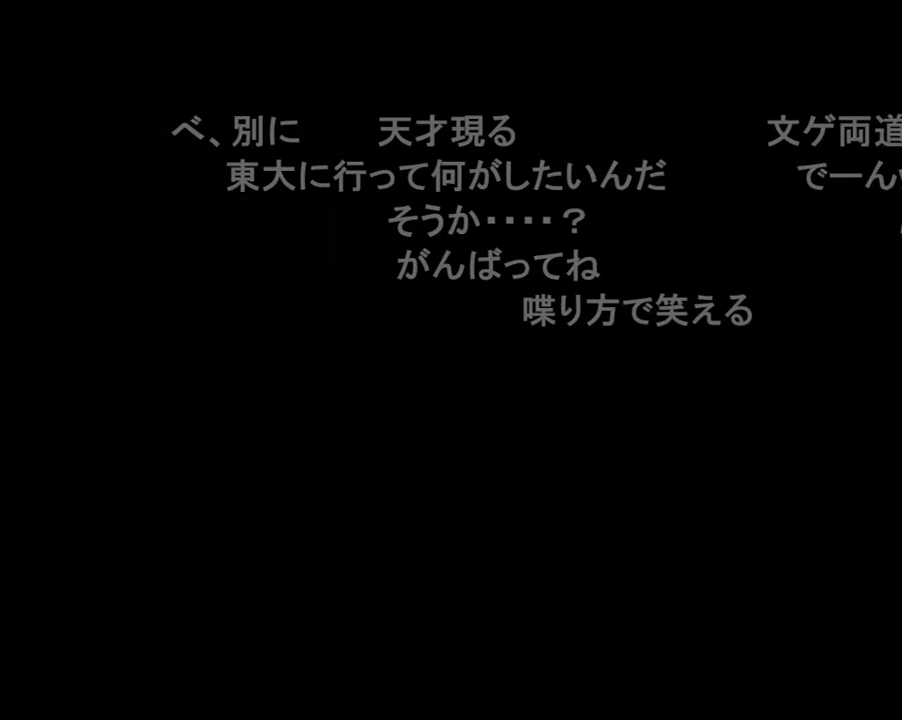 べ、別に 天才現る 文ゲ両道
東大に行って何がしたいんだ でーん
そうか・・・・？
がんばってね
喋り方で笑える